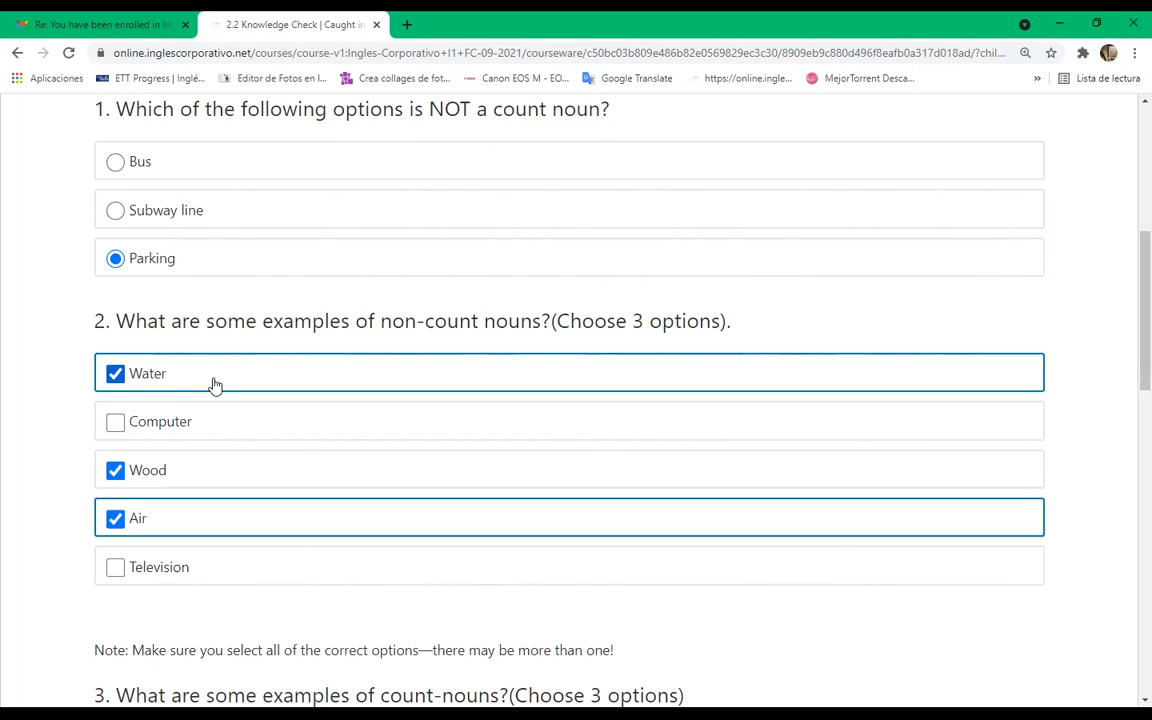 Re: You have been enrolled in In
2.2 Knowledge Check | Caught in
online.inglescorporativo.net/courses/course-v1:Ingles-Corporativo+I1+FC-09-2021/courseware/c50bc03b809e486b82e0569829ec3c30/8909eb9c880d496f8eafb0a317d018ad/?chil...
Aplicaciones
ETT Progress | Inglé...
Editor de Fotos en l...
Crea collages de fot...
Canon EOS M - EO...
Google Translate
https://online.ingle...
MejorTorrent Desca...
»
Lista de lectura
1. Which of the following options is NOT a count noun?
Bus
Subway line
Parking
2. What are some examples of non-count nouns?(Choose 3 options).
Water
Computer
Wood
Air
Television
Note: Make sure you select all of the correct options—there may be more than one!
3. What are some examples of count-nouns?(Choose 3 options)